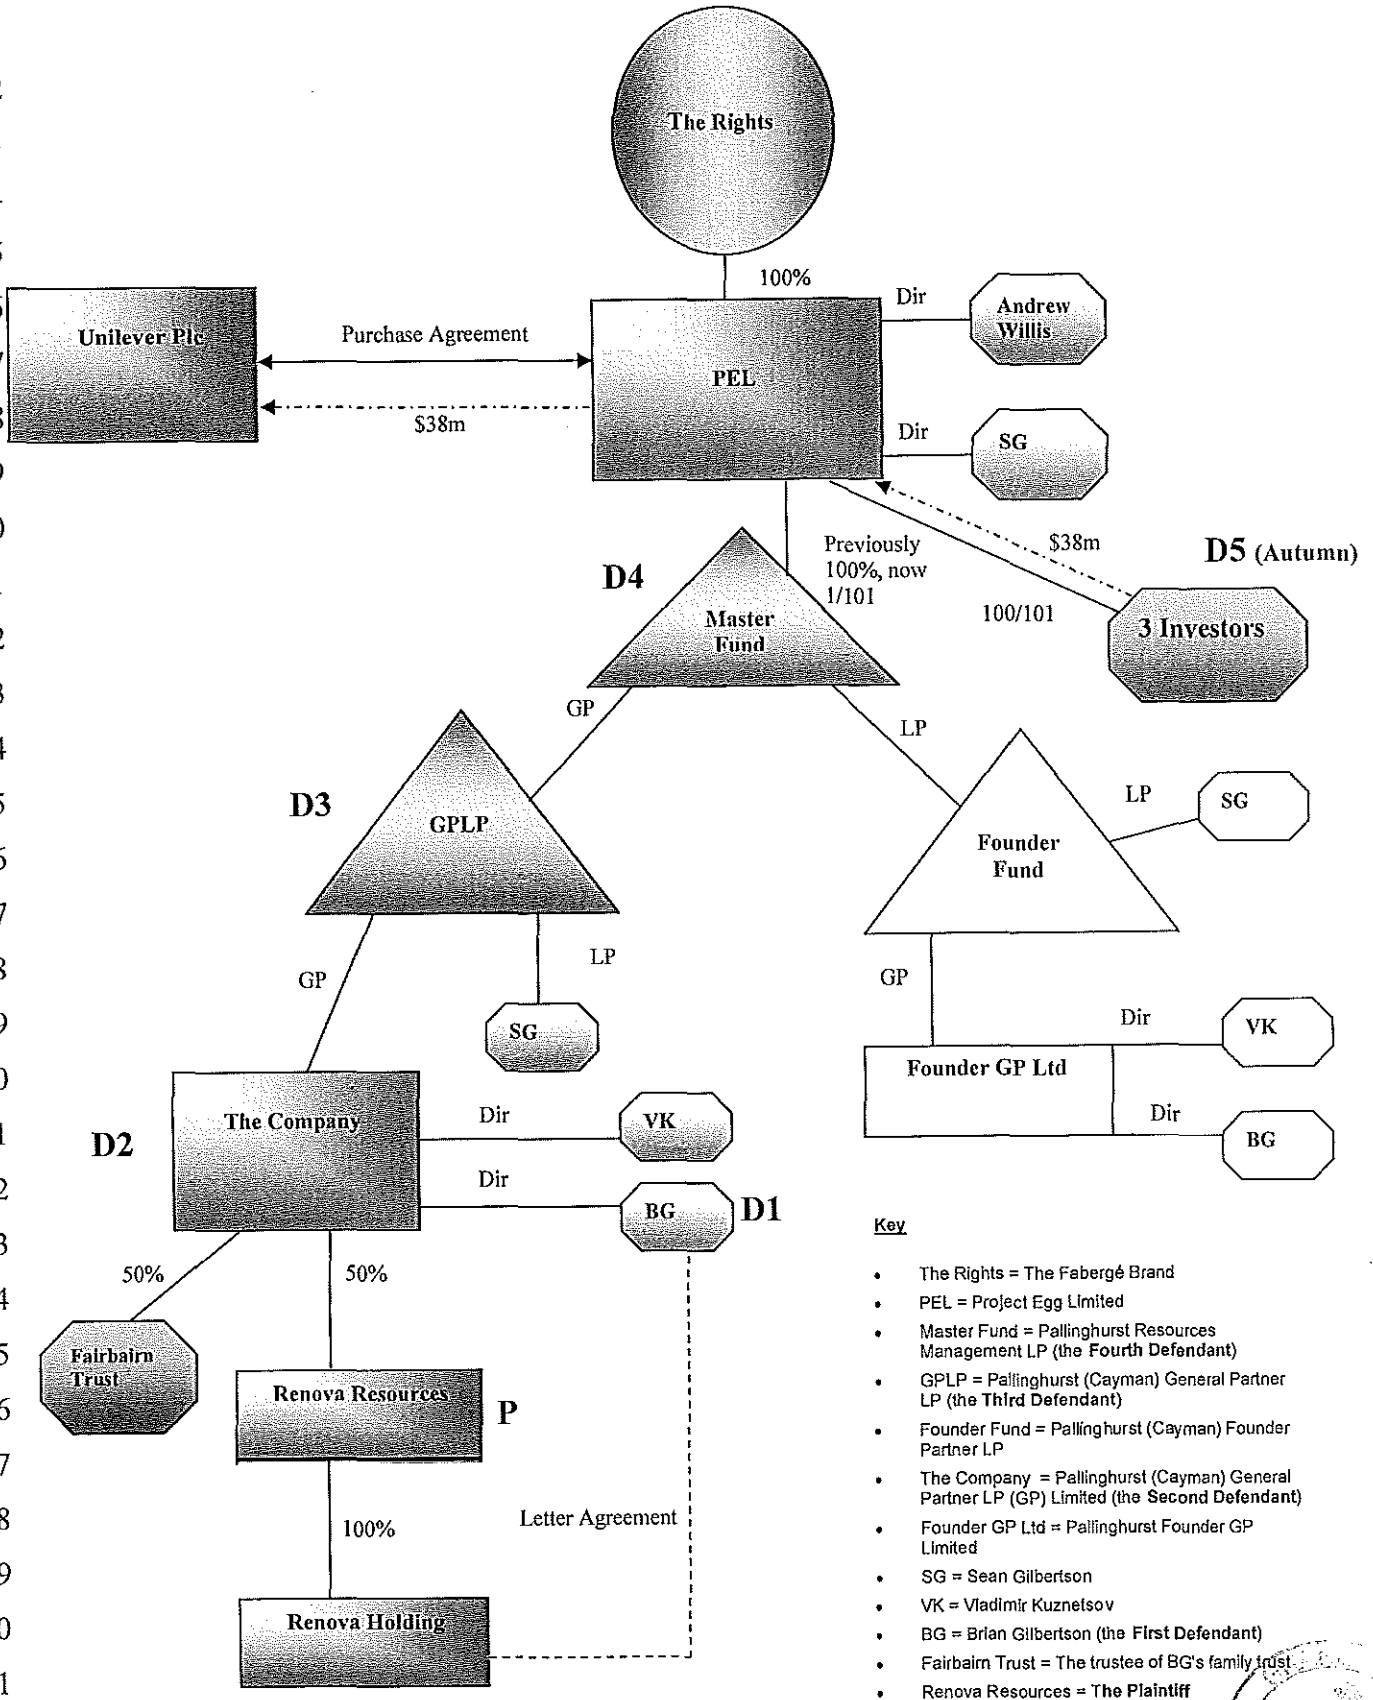 The Rights
100%
Unilever Plc
Purchase Agreement
$38m
PEL
Dir
Andrew
Willis
Dir
SG
Previously
100%, now
1/101
$38m
100/101
D5 (Autumn)
3 Investors
D4
Master
Fund
GP
LP
D3
GPLP
Founder
Fund
LP
SG
GP
LP
SG
GP
Founder GP Ltd
Dir
VK
Dir
BG
D2
The Company
Dir
VK
Dir
BG
D1
50%
50%
Fairbairn
Trust
Renova Resources
P
100%
Letter Agreement
Renova Holding
Key
• The Rights = The Fabergé Brand
• PEL = Project Egg Limited
• Master Fund = Pallinghurst Resources
Management LP (the Fourth Defendant)
• GPLP = Pallinghurst (Cayman) General Partner
LP (the Third Defendant)
• Founder Fund = Pallinghurst (Cayman) Founder
Partner LP
• The Company = Pallinghurst (Cayman) General
Partner LP (GP) Limited (the Second Defendant)
• Founder GP Ltd = Pallinghurst Founder GP
Limited
• SG = Sean Gilbertson
• VK = Vladimir Kuznetsov
• BG = Brian Gilbertson (the First Defendant)
• Fairbairn Trust = The trustee of BG's family trust
• Renova Resources = The Plaintiff